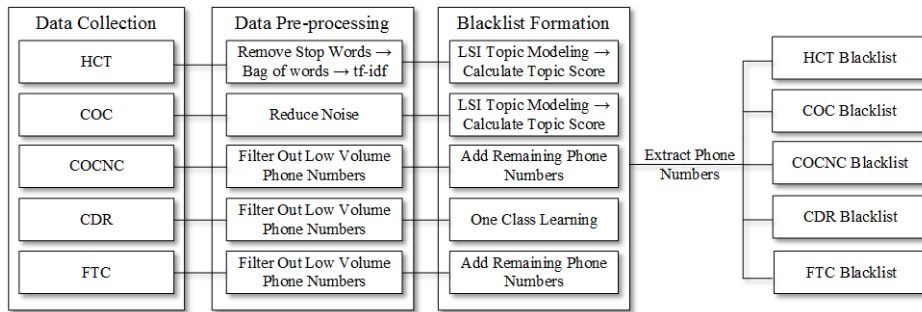 Data Collection
HCT
COC
COCNC
CDR
FTC
Data Pre-processing
Remove Stop Words →
Bag of words → tf-idf
Reduce Noise
Filter Out Low Volume
Phone Numbers
Filter Out Low Volume
Phone Numbers
Filter Out Low Volume
Phone Numbers
Blacklist Formation
LSI Topic Modeling →
Calculate Topic Score
LSI Topic Modeling →
Calculate Topic Score
Add Remaining Phone
Numbers
One Class Learning
Add Remaining Phone
Numbers
Extract Phone
Numbers
HCT Blacklist
COC Blacklist
COCNC Blacklist
CDR Blacklist
FTC Blacklist